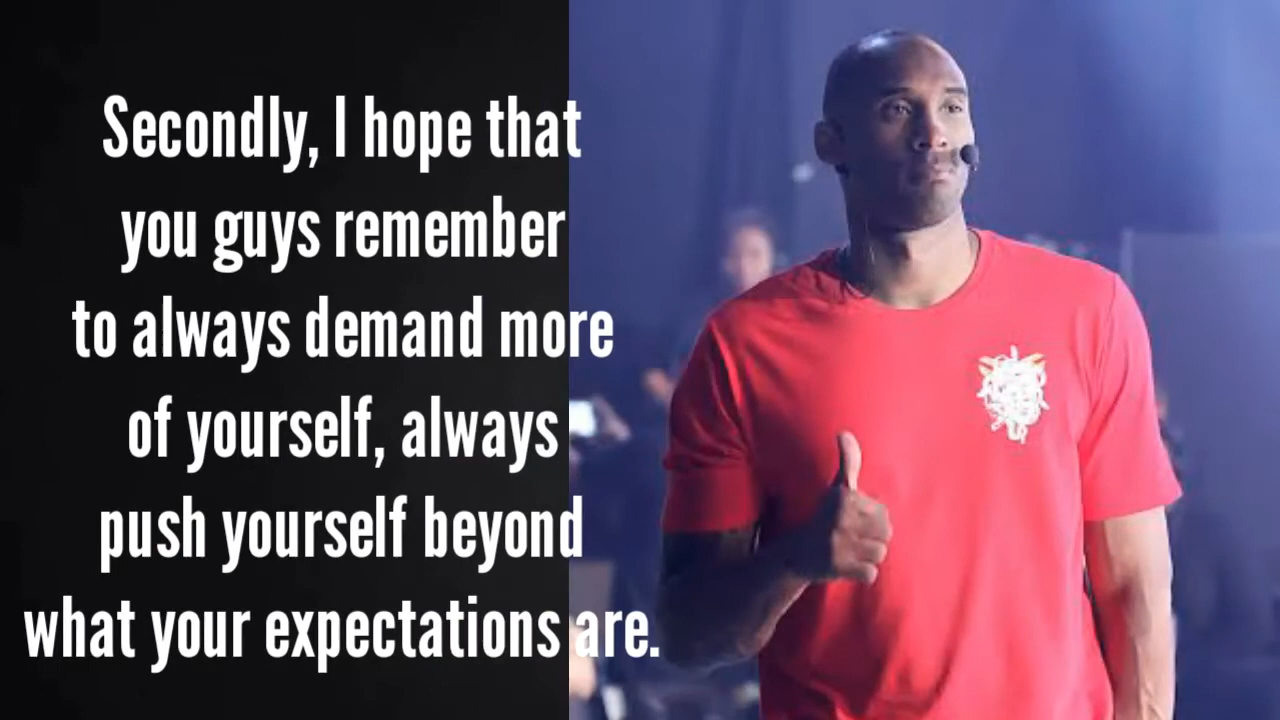 Secondly, I hope that
you guys remember
to always demand more
of yourself, always
push yourself beyond
what your expectations are.